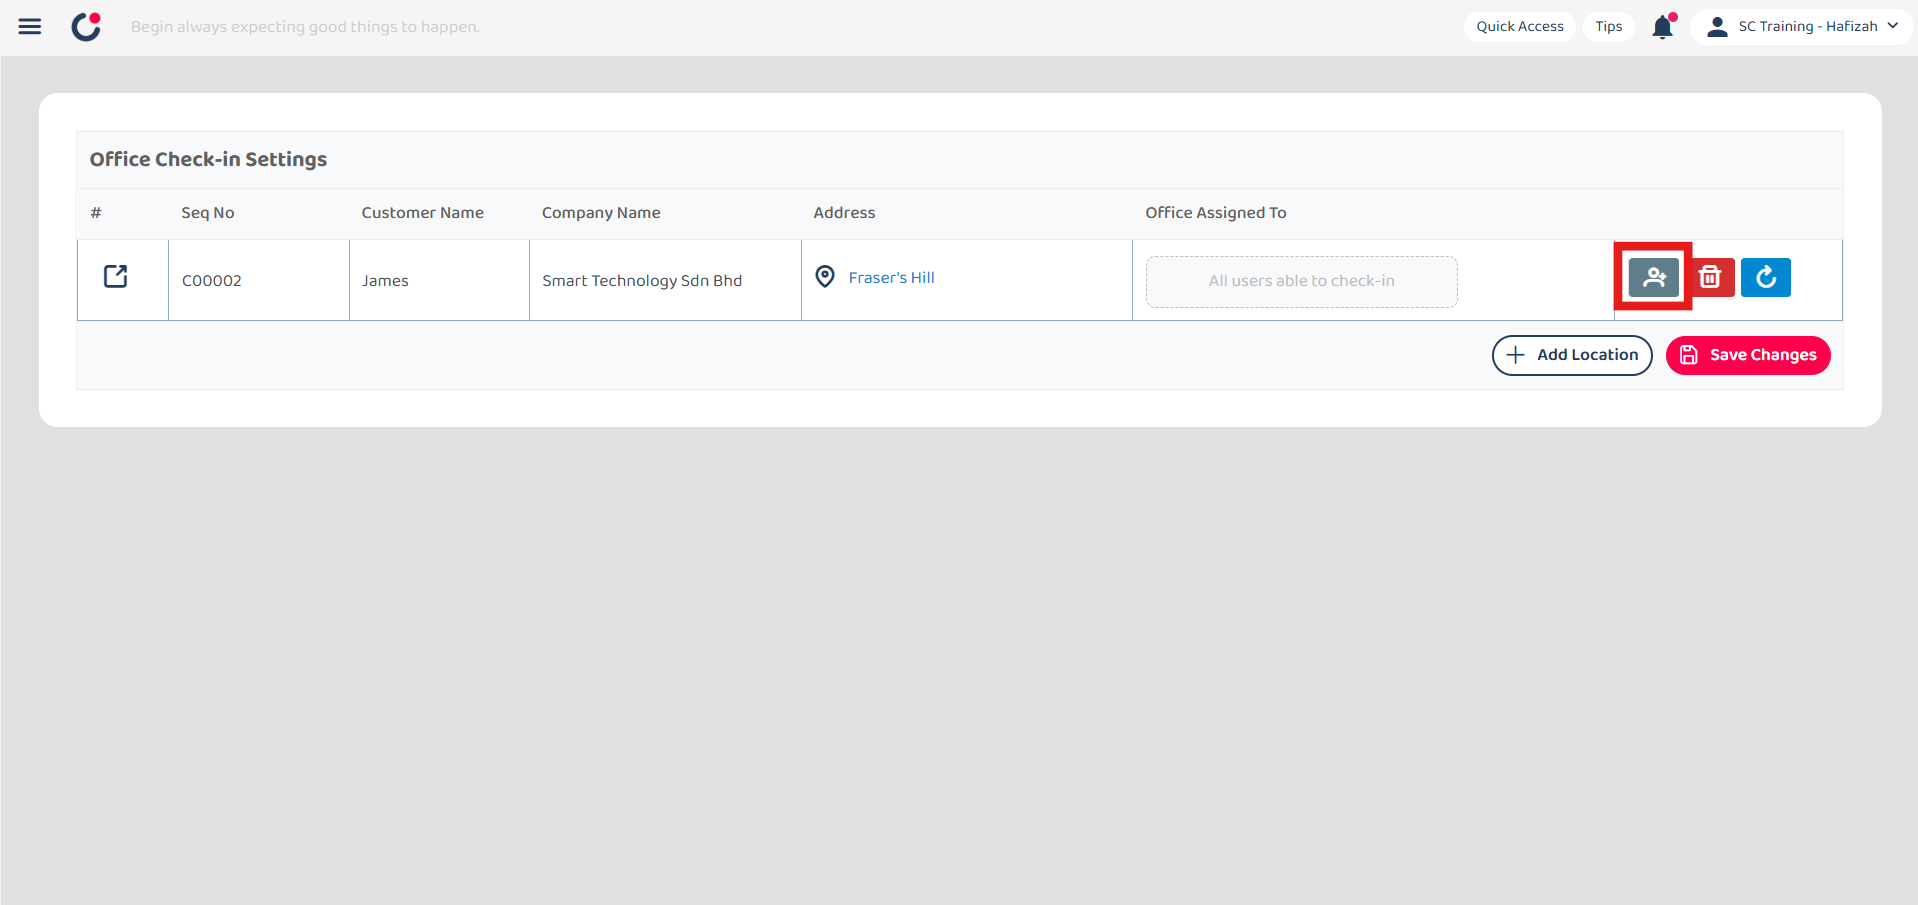 Begin always expecting good things to happen.
Quick Access
Tips
SC Training - Hafizah
Office Check-in Settings
# Seq No Customer Name Company Name Address Office Assigned To
C00002 James Smart Technology Sdn Bhd Fraser's Hill All users able to check-in
Add Location
Save Changes